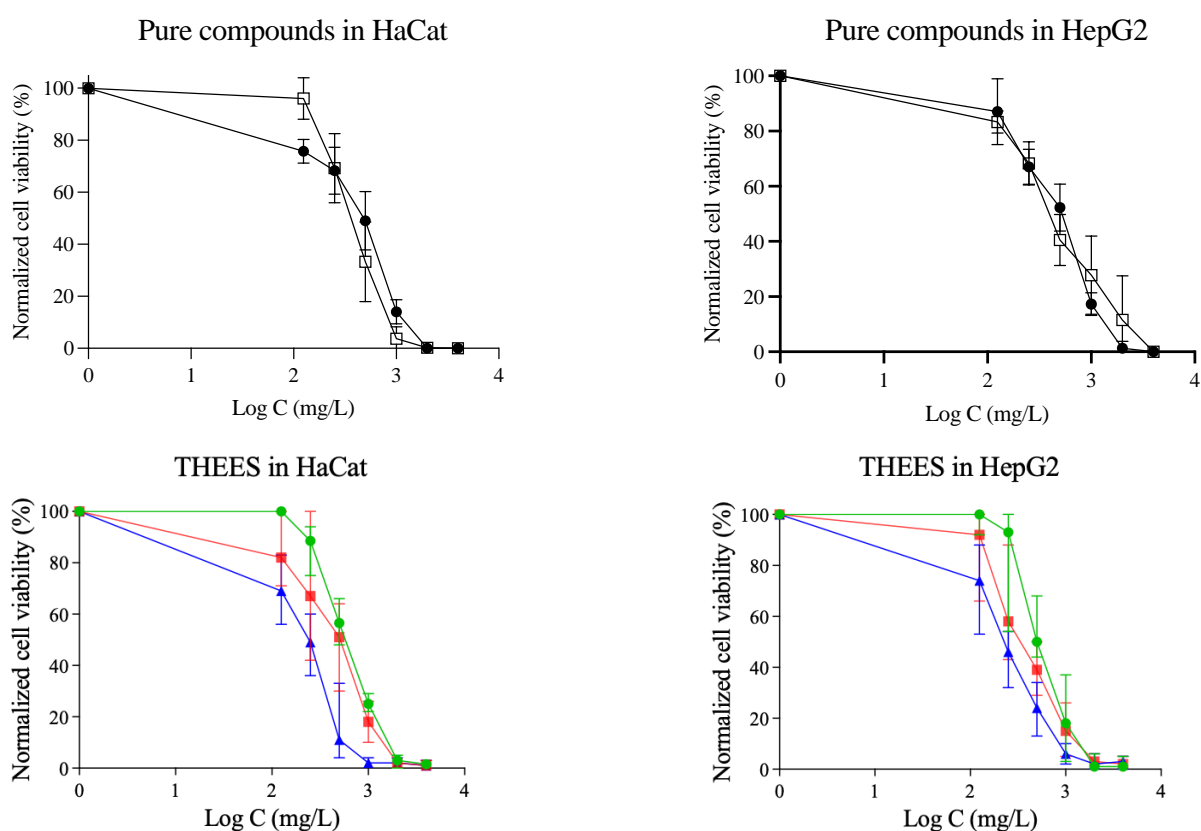 Pure compounds in HaCat
Normalized cell viability (%)
100
80
60
40
20
0
0 1 2 3 4
Log C (mg/L)
Pure compounds in HepG2
Normalized cell viability (%)
100
80
60
40
20
0
0 1 2 3 4
Log C (mg/L)
THEES in HaCat
Normalized cell viability (%)
100
80
60
40
20
0
0 1 2 3 4
Log C (mg/L)
THEES in HepG2
Normalized cell viability (%)
100
80
60
40
20
0
0 1 2 3 4
Log C (mg/L)